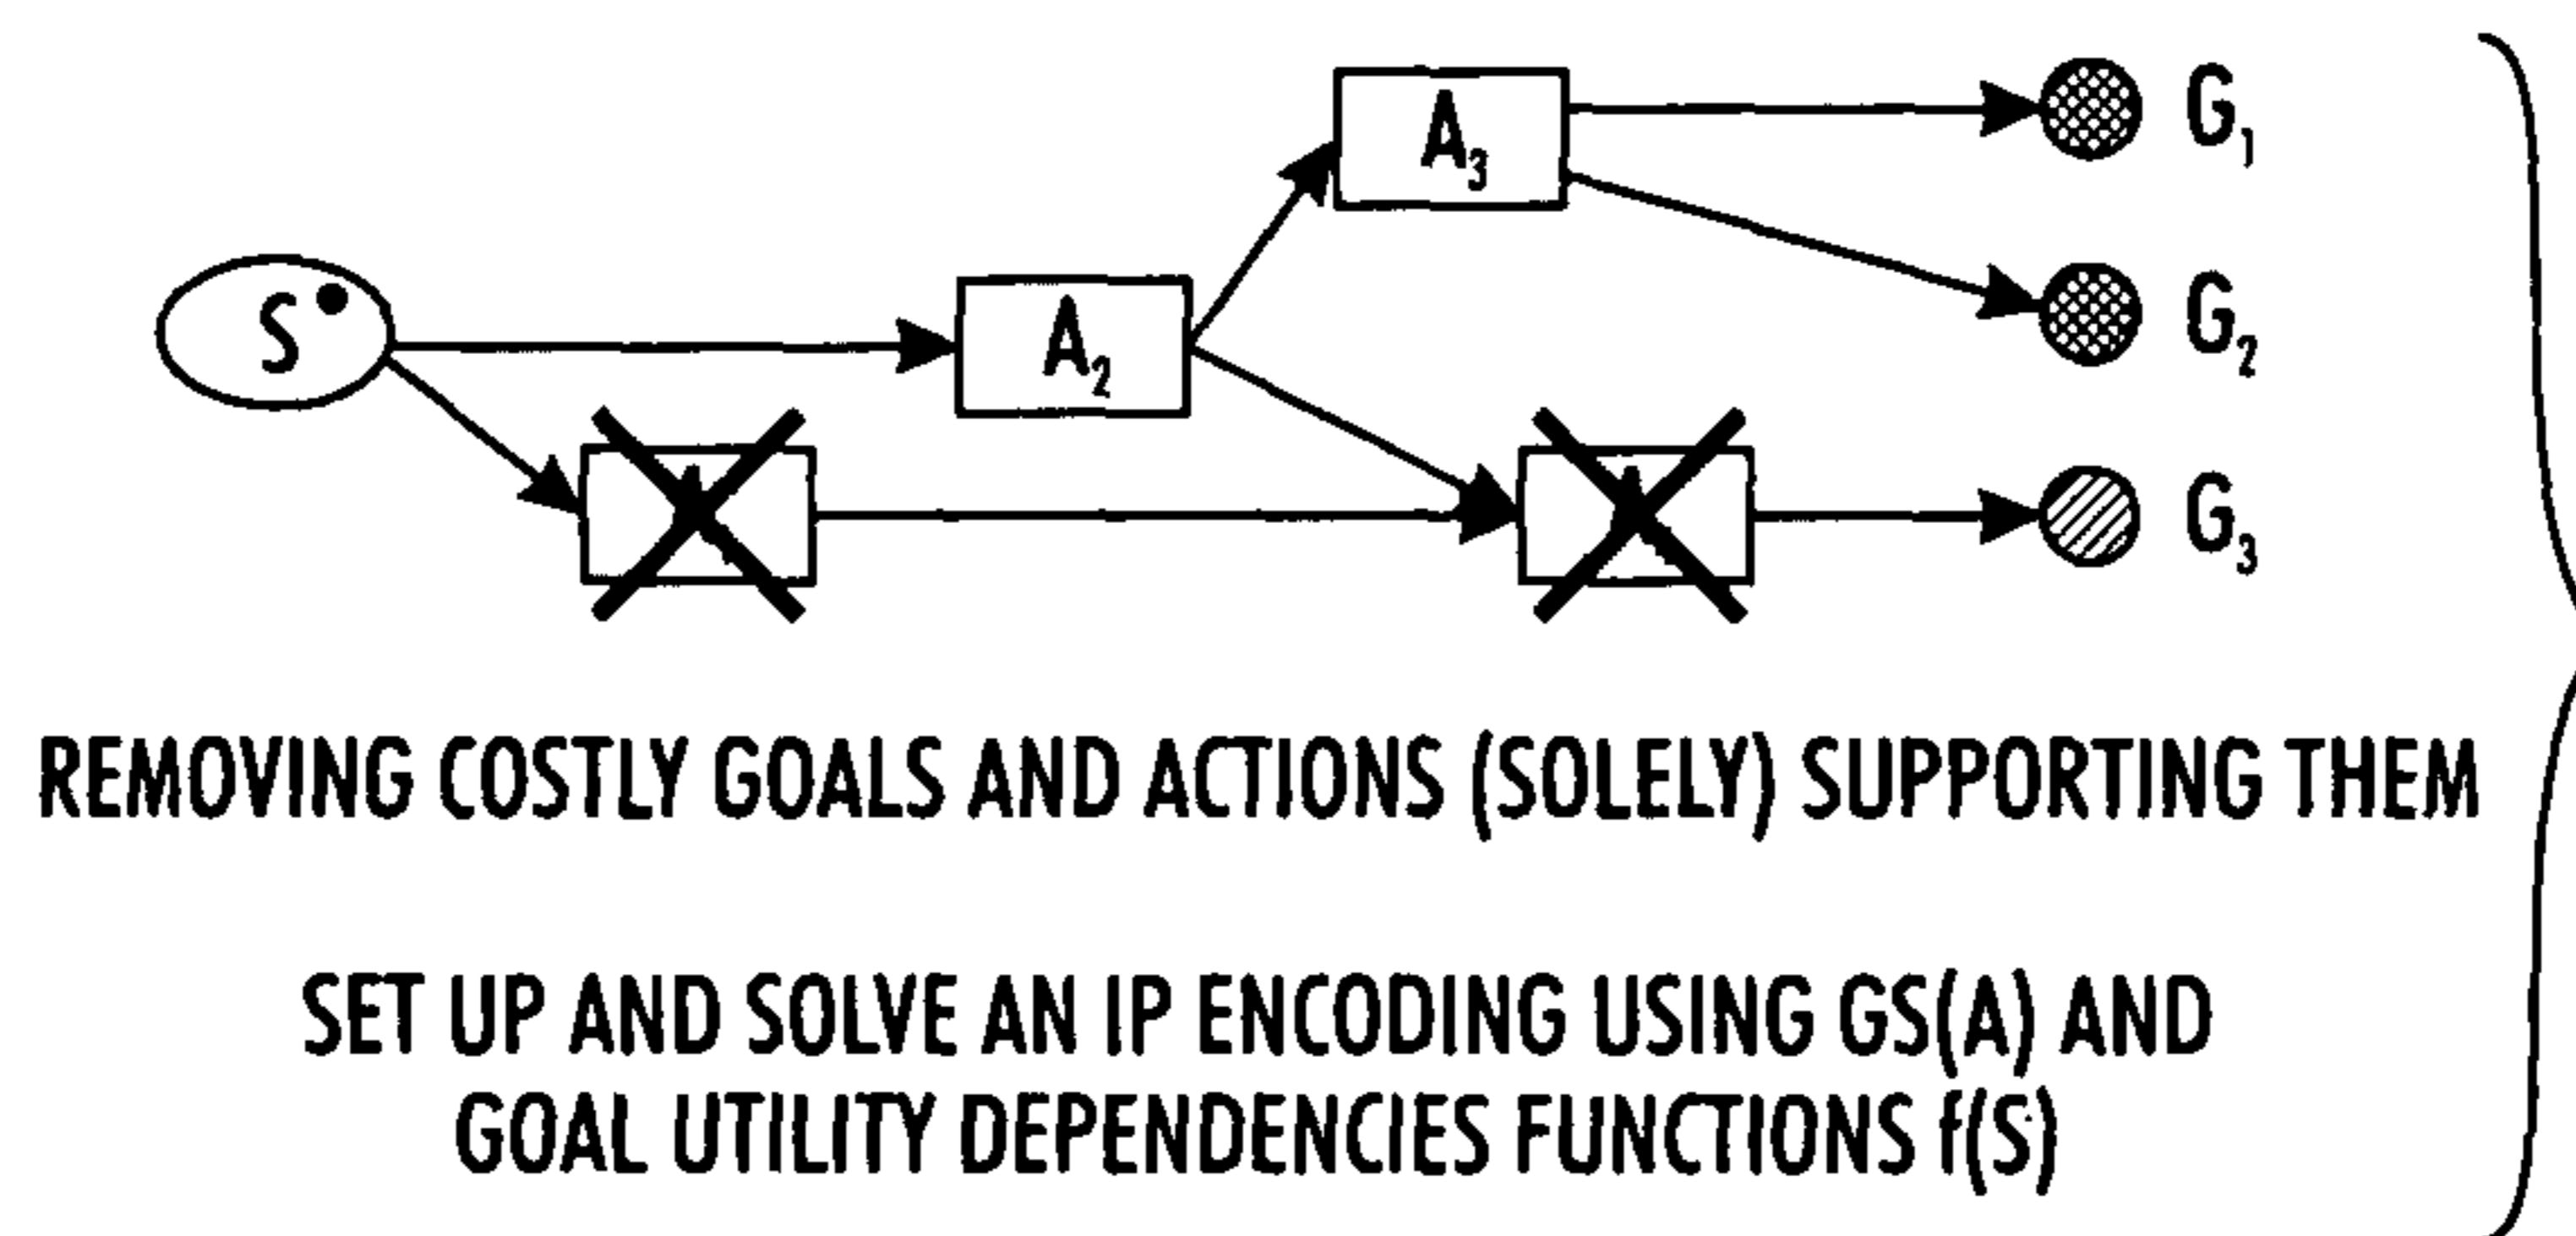 A3
G1
S•
A2
G2
G3
REMOVING COSTLY GOALS AND ACTIONS (SOLELY) SUPPORTING THEM
SET UP AND SOLVE AN IP ENCODING USING GS(A) AND
GOAL UTILITY DEPENDENCIES FUNCTIONS f(S)